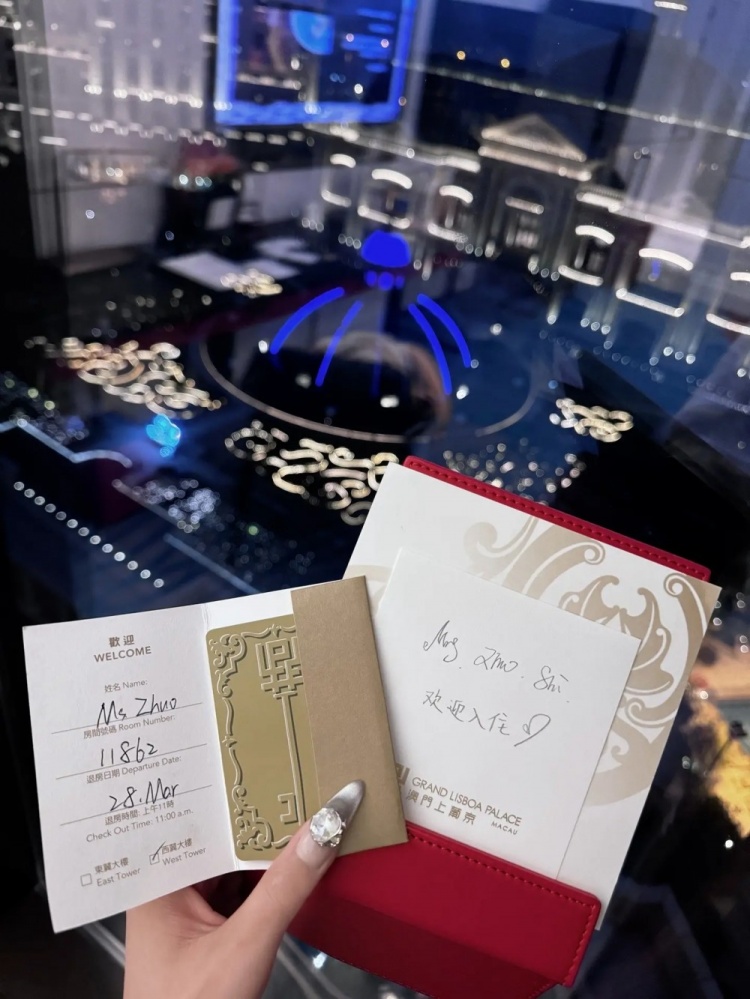 歡迎
WELCOME
姓名 Name:
Ms Zhuo
房間號碼 Room Number:
11862
退房日期 Departure Date:
28. Mar
退房時間: 上午11時
Check Out Time: 11:00 a.m.
東翼大樓
East Tower
西翼大樓
West Tower
Mrs. Zhuo. Shi.
欢迎入住
GRAND LISBOA PALACE
澳門上葡京
MACAU